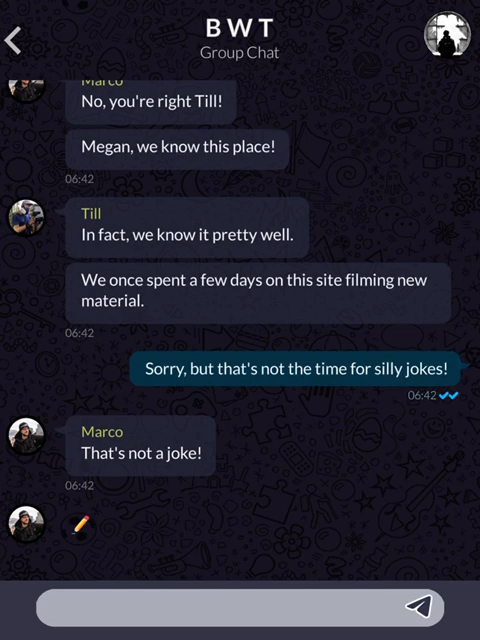 B W T
Group Chat
Marco
No, you're right Till!
Megan, we know this place!
06:42
Till
In fact, we know it pretty well.
We once spent a few days on this site filming new
material.
06:42
Sorry, but that's not the time for silly jokes!
06:42
Marco
That's not a joke!
06:42